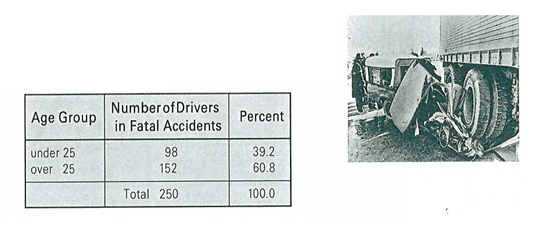 Age Group Number of Drivers in Fatal Accidents Percent
under 25 98 39.2
over 25 152 60.8
Total 250 100.0